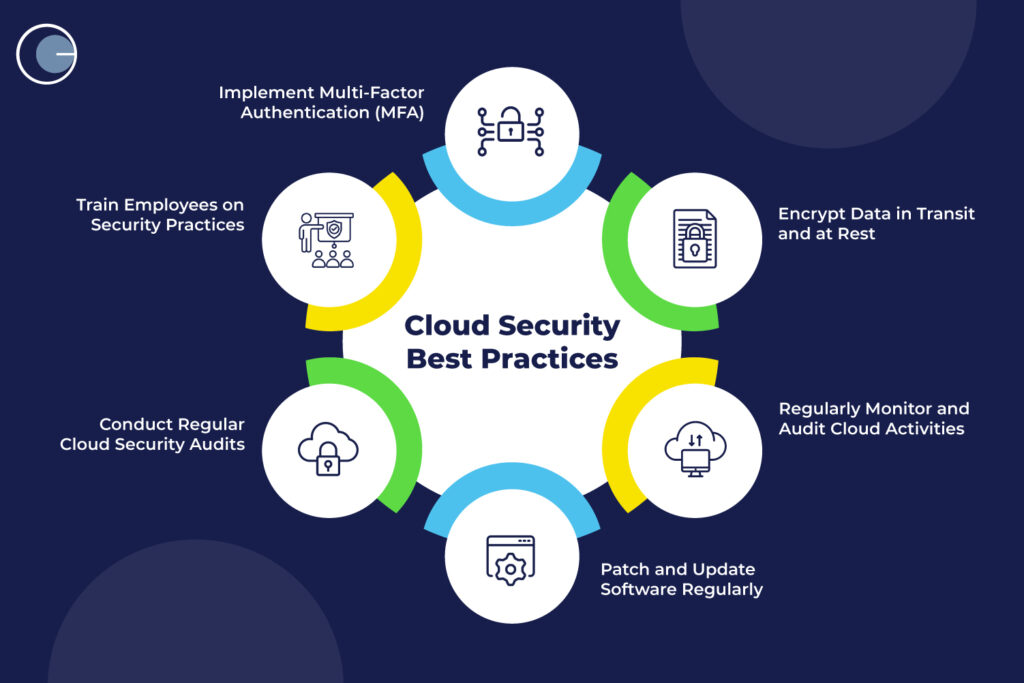 Implement Multi-Factor
Authentication (MFA)
Train Employees on
Security Practices
Encrypt Data in Transit
and at Rest
Cloud Security
Best Practices
Conduct Regular
Cloud Security Audits
Regularly Monitor and
Audit Cloud Activities
Patch and Update
Software Regularly